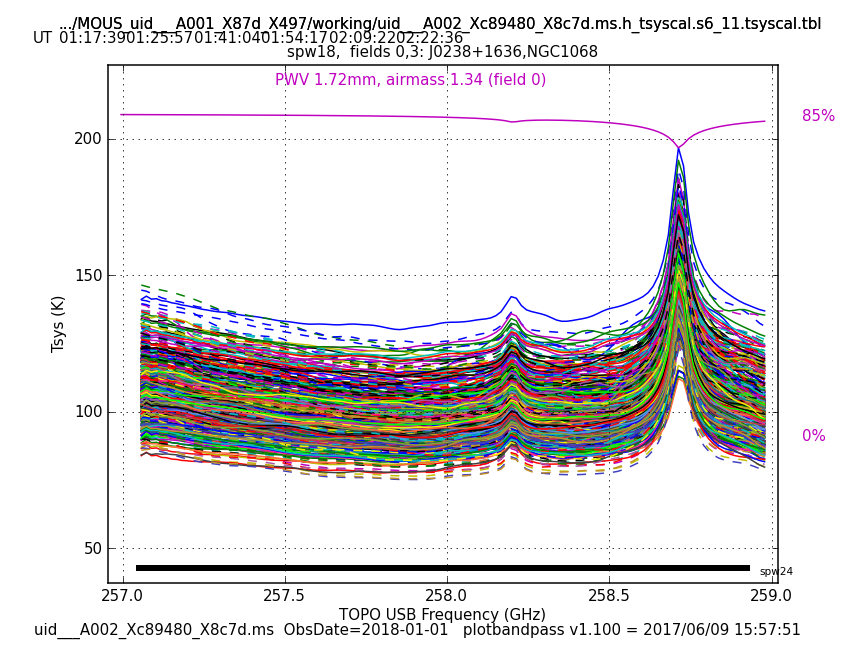 .../MOUS_uid___A001_X87d_X497/working/uid___A002_Xc89480_X8c7d.ms.h_tsyscal.s6_11.tsyscal.tbl
UT 01:17:39 01:25:57 01:41:04 01:54:17 02:09:22 02:22:36
spw18, fields 0,3: J0238+1636,NGC1068
PWV 1.72mm, airmass 1.34 (field 0)
85%
200
150
Tsys (K)
100
0%
50
spw24
257.0 257.5 258.0 258.5 259.0
TOPO USB Frequency (GHz)
uid___A002_Xc89480_X8c7d.ms ObsDate=2018-01-01 plotbandpass v1.100 = 2017/06/09 15:57:51